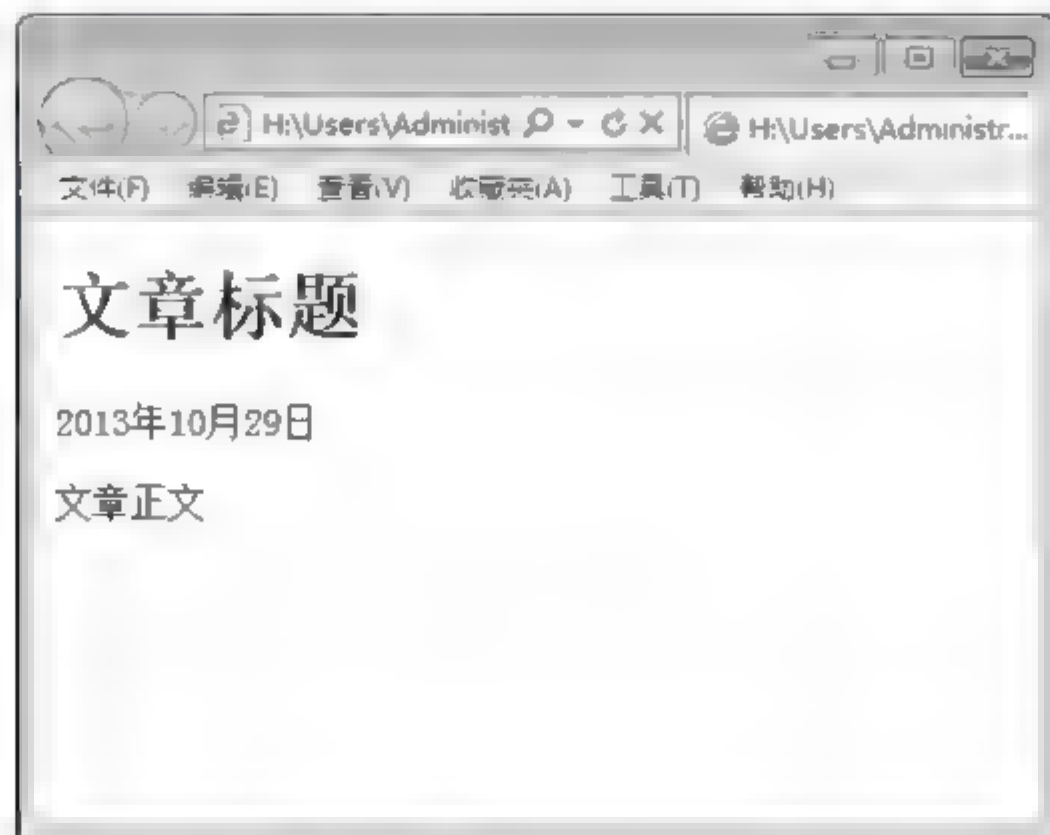 H:\Users\Administ
H:\Users\Administr...
文件(F) 编辑(E) 查看(V) 收藏夹(A) 工具(T) 帮助(H)
文章标题
2013年10月29日
文章正文